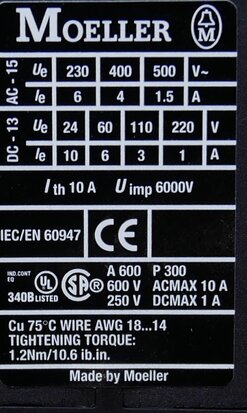 MOELLER
AC-15 Ue 230 400 500 V~
Ie 6 4 1.5 A
DC-13 Ue 24 60 110 220 V
Ie 10 6 3 1 A
Ith 10 A Uimp 6000V
IEC/EN 60947 CE
IND.CONT EQ 340B UL LISTED SA® A 600 P 300
600 V ACMAX 10 A
250 V DCMAX 1 A
Cu 75°C WIRE AWG 18...14
TIGHTENING TORQUE:
1.2Nm/10.6 lb.in.
Made by Moeller